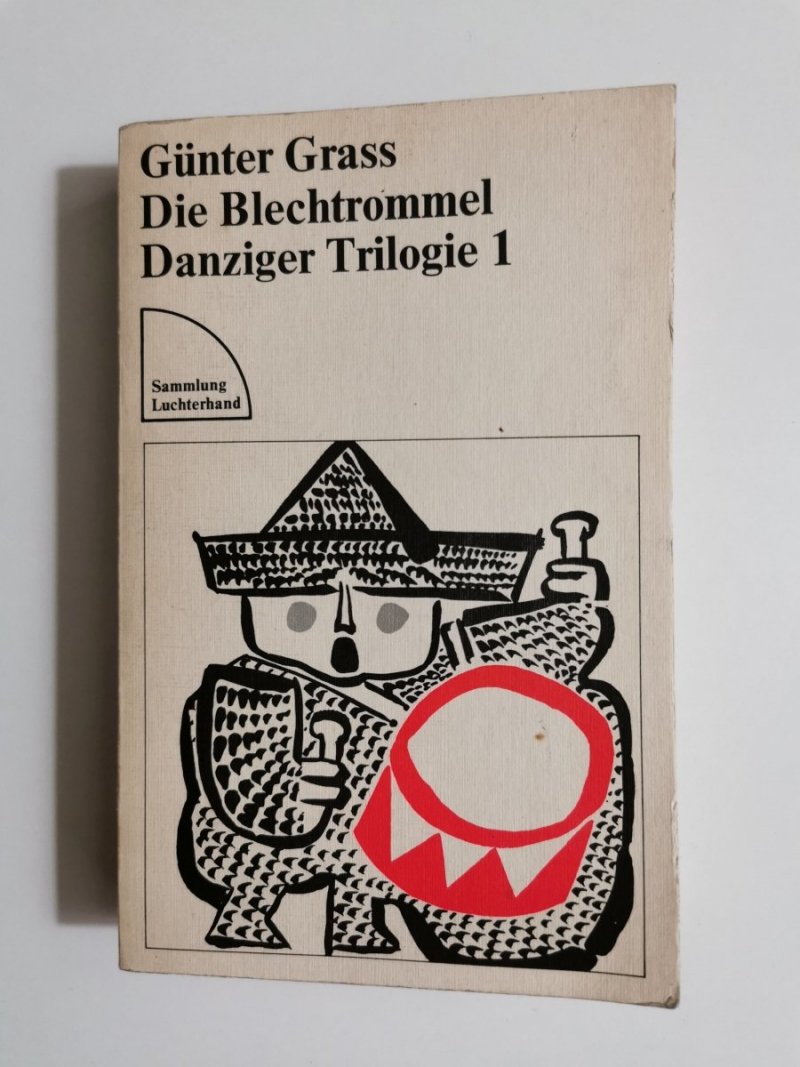 Günter Grass
Die Blechtrommel
Danziger Trilogie 1
Sammlung
Luchterhand